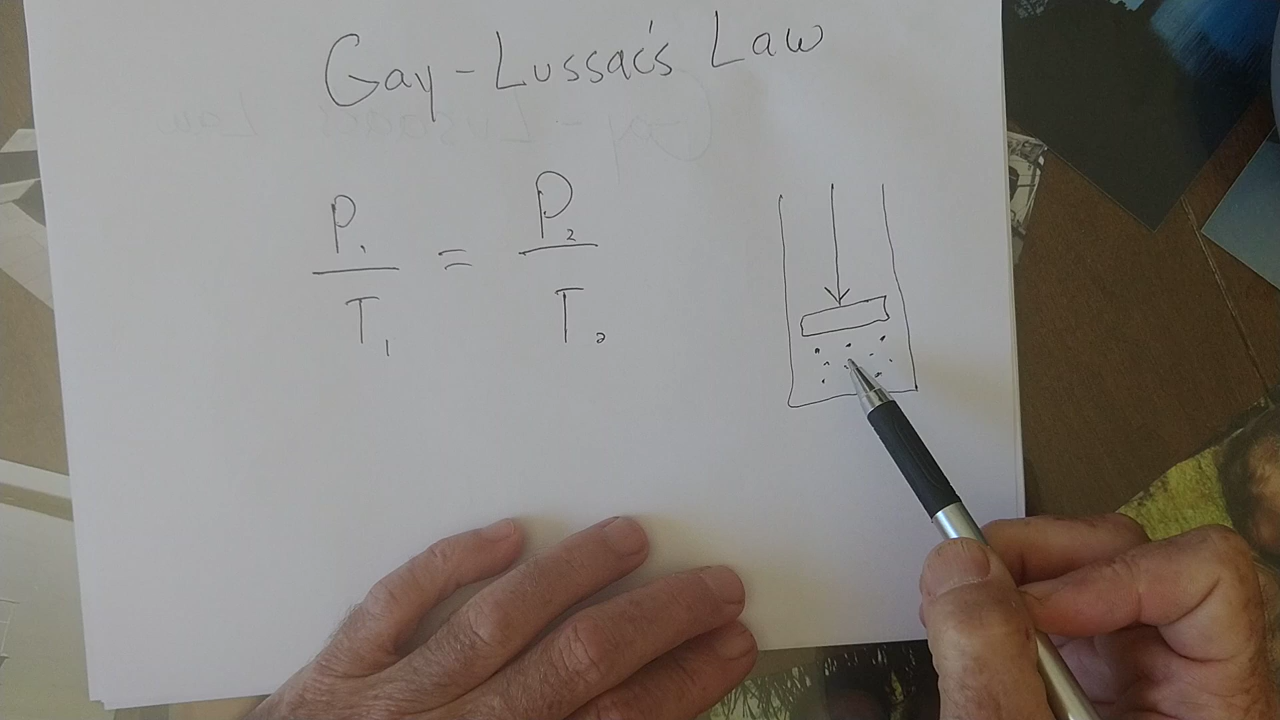 Gay-Lussac's Law
P₁ = P₂
T₁ T₂